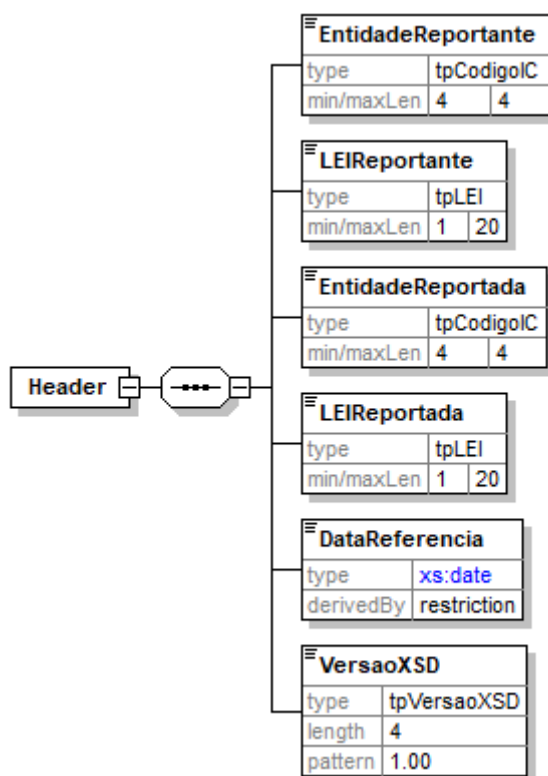 EntidadeReportante
type tpCodigoIC
min/maxLen 4 4
LEIReportante
type tpLEI
min/maxLen 1 20
EntidadeReportada
type tpCodigoIC
min/maxLen 4 4
Header
LEIReportada
type tpLEI
min/maxLen 1 20
DataReferencia
type xs:date
derivedBy restriction
VersaoXSD
type tpVersaoXSD
length 4
pattern 1.00